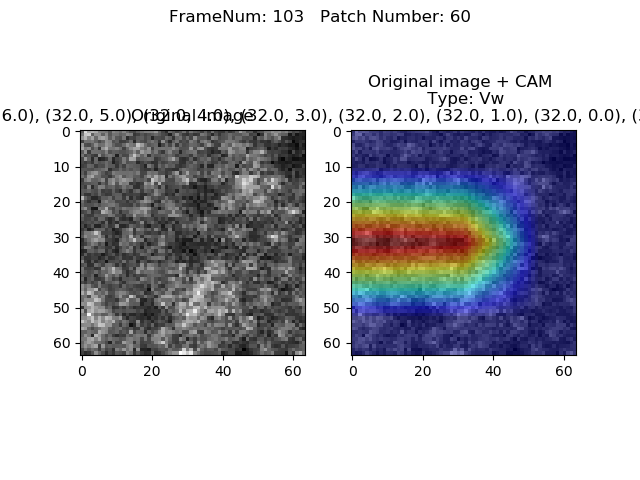 FrameNum: 103   Patch Number: 60
Original image + CAM
Type: Vw
6.0), (32.0, 5.0), (32.0, 4.0), (32.0, 3.0), (32.0, 2.0), (32.0, 1.0), (32.0, 0.0), (3
Original image
0
10
20
30
40
50
60
0 20 40 60
0
10
20
30
40
50
60
0 20 40 60